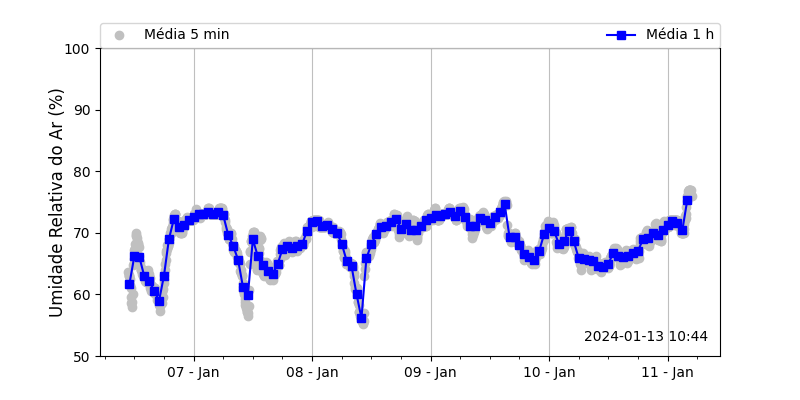 Média 5 min Média 1 h
100
90
80
70
60
50
Umidade Relativa do Ar (%)
2024-01-13 10:44
07 - Jan 08 - Jan 09 - Jan 10 - Jan 11 - Jan